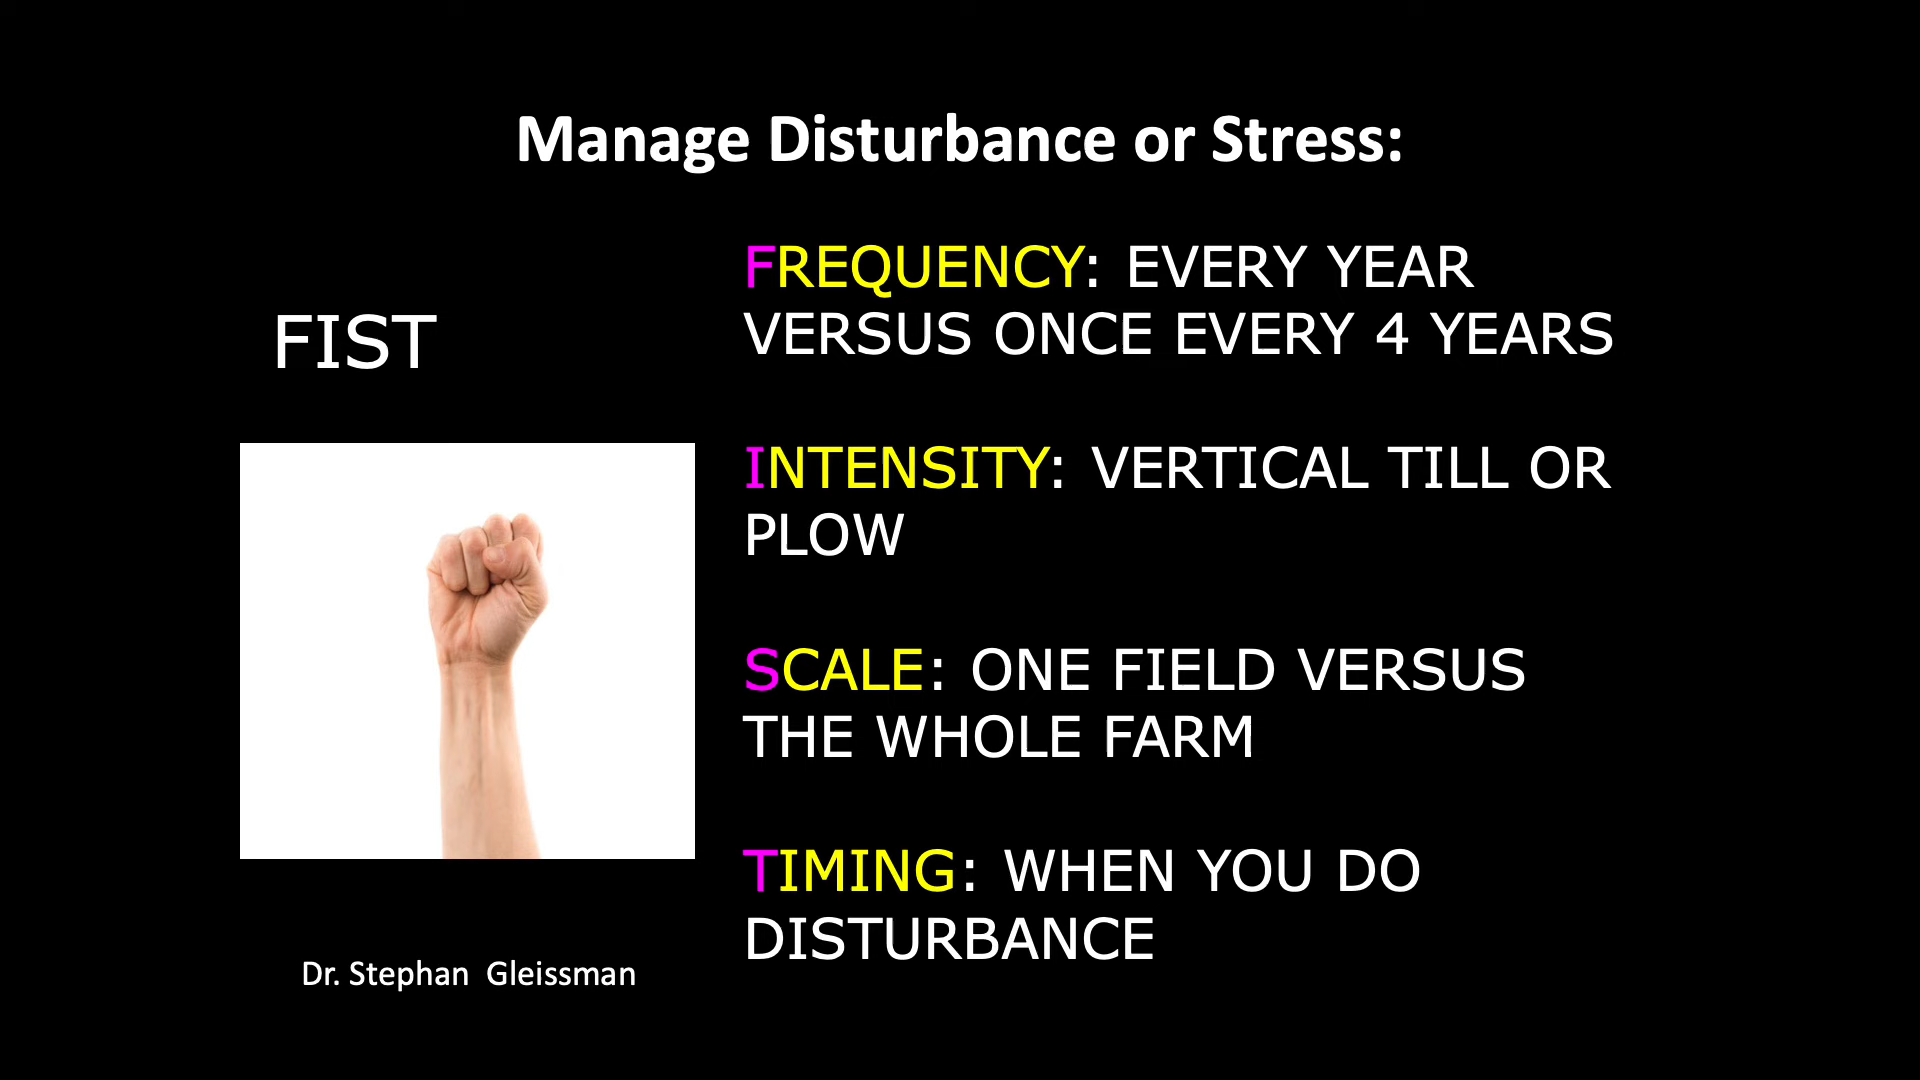 Manage Disturbance or Stress:
FIST
FREQUENCY: EVERY YEAR
VERSUS ONCE EVERY 4 YEARS
INTENSITY: VERTICAL TILL OR
PLOW
SCALE: ONE FIELD VERSUS
THE WHOLE FARM
TIMING: WHEN YOU DO
DISTURBANCE
Dr. Stephan Gleissman